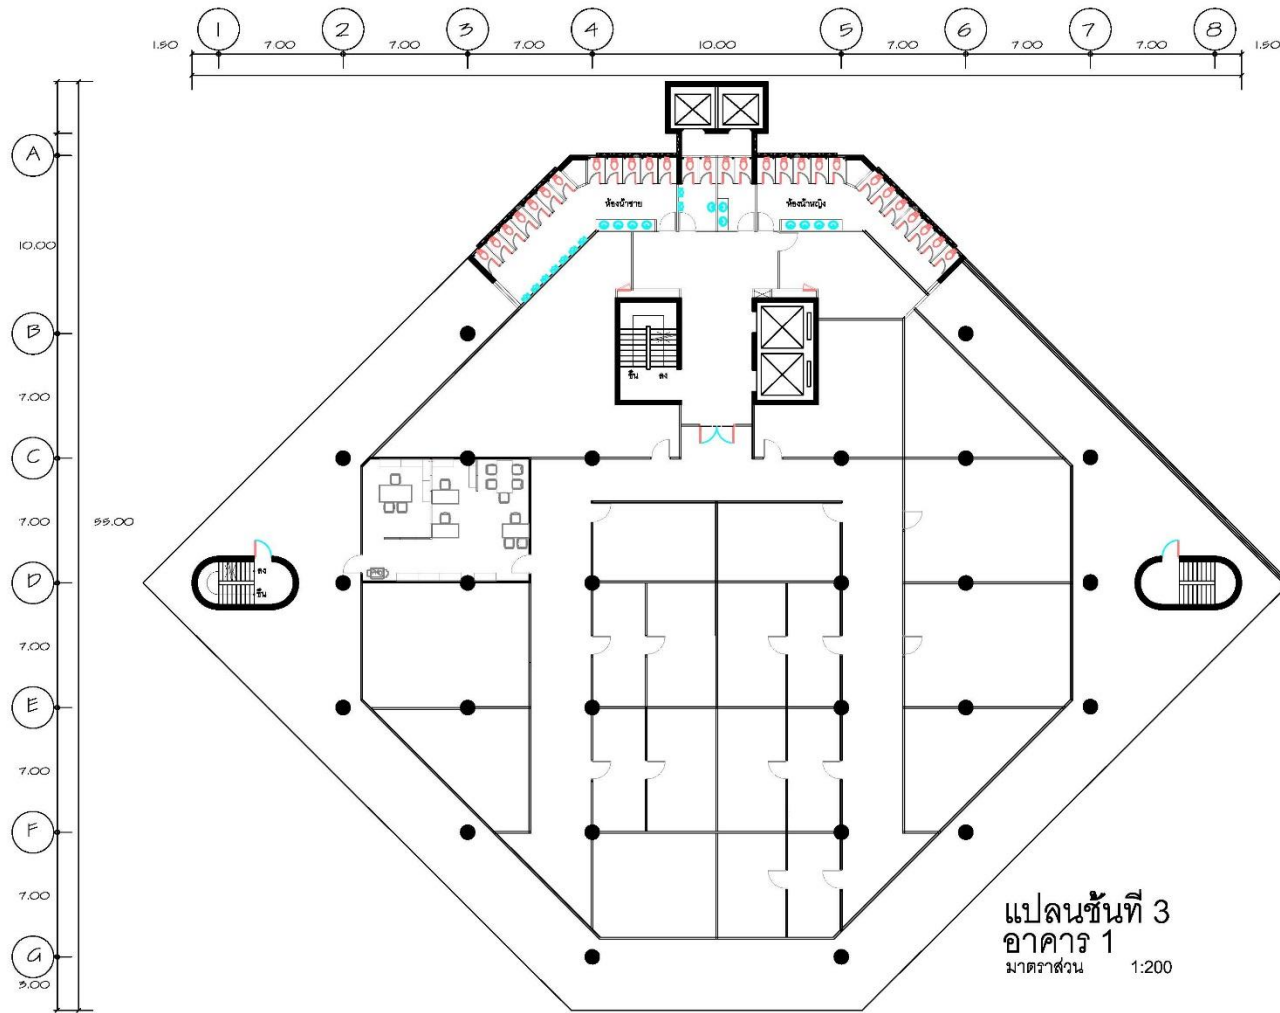 1 2 3 4 5 6 7 8
1.50 7.00 7.00 7.00 10.00 7.00 7.00 7.00 1.50
A
ห้องน้ำชาย ห้องน้ำหญิง
10.00
B
ขึ้น ลง
7.00
C
7.00 55.00
ลง
D
ขึ้น
7.00
E
7.00
F
7.00
แปลนชั้นที่ 3
อาคาร 1
G
มาตราส่วน 1:200
3.00